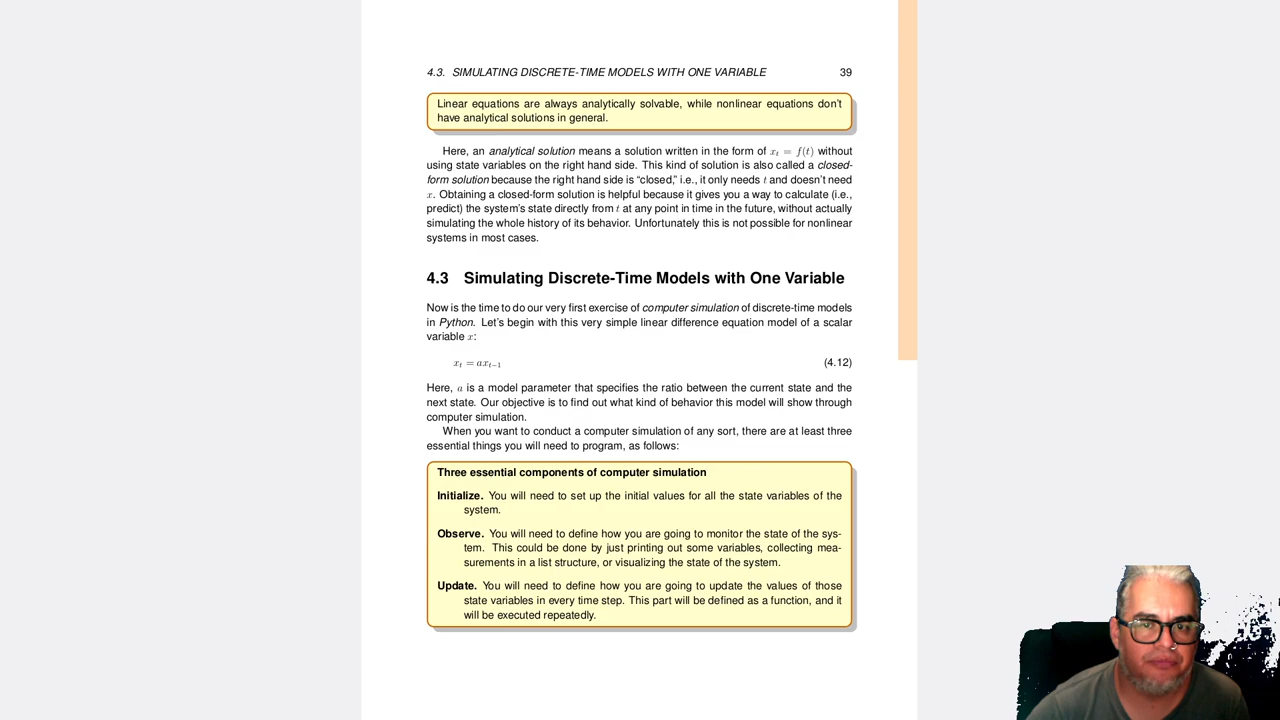 4.3. SIMULATING DISCRETE-TIME MODELS WITH ONE VARIABLE 39
Linear equations are always analytically solvable, while nonlinear equations don't
have analytical solutions in general.
Here, an analytical solution means a solution written in the form of xₜ = f(t) without
using state variables on the right hand side. This kind of solution is also called a closed-
form solution because the right hand side is “closed,” i.e., it only needs t and doesn't need
x. Obtaining a closed-form solution is helpful because it gives you a way to calculate (i.e.,
predict) the system's state directly from t at any point in time in the future, without actually
simulating the whole history of its behavior. Unfortunately this is not possible for nonlinear
systems in most cases.
4.3 Simulating Discrete-Time Models with One Variable
Now is the time to do our very first exercise of computer simulation of discrete-time models
in Python. Let's begin with this very simple linear difference equation model of a scalar
variable x:
xₜ = axₜ₋₁ (4.12)
Here, a is a model parameter that specifies the ratio between the current state and the
next state. Our objective is to find out what kind of behavior this model will show through
computer simulation.
When you want to conduct a computer simulation of any sort, there are at least three
essential things you will need to program, as follows:
Three essential components of computer simulation
Initialize. You will need to set up the initial values for all the state variables of the
system.
Observe. You will need to define how you are going to monitor the state of the sys-
tem. This could be done by just printing out some variables, collecting mea-
surements in a list structure, or visualizing the state of the system.
Update. You will need to define how you are going to update the values of those
state variables in every time step. This part will be defined as a function, and it
will be executed repeatedly.